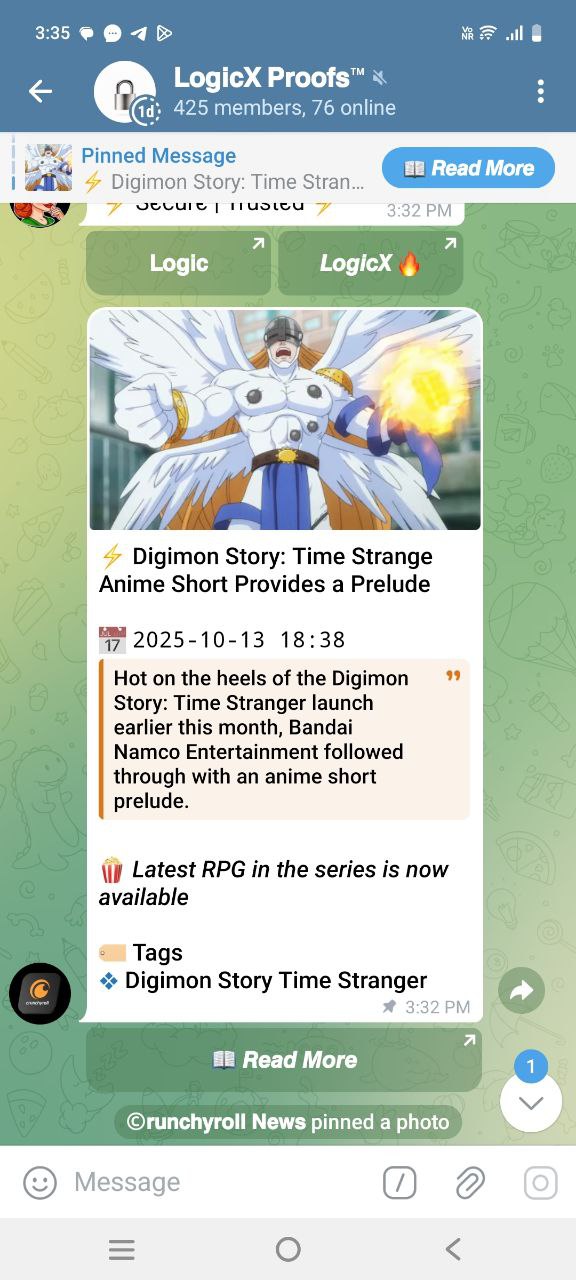 3:35
Vo
NR
LogicX Proofs™
1d
425 members, 76 online
Pinned Message
⚡ Digimon Story: Time Stran...
📖 Read More
⚡ Secure | Trusted ⚡
3:32 PM
Logic
LogicX 🔥
⚡ Digimon Story: Time Strange
Anime Short Provides a Prelude
📅 2025-10-13 18:38
Hot on the heels of the Digimon
Story: Time Stranger launch
earlier this month, Bandai
Namco Entertainment followed
through with an anime short
prelude.
🍿 Latest RPG in the series is now
available
🏷️ Tags
❖ Digimon Story Time Stranger
3:32 PM
crunchyroll
📖 Read More
1
©runchyroll News pinned a photo
Message